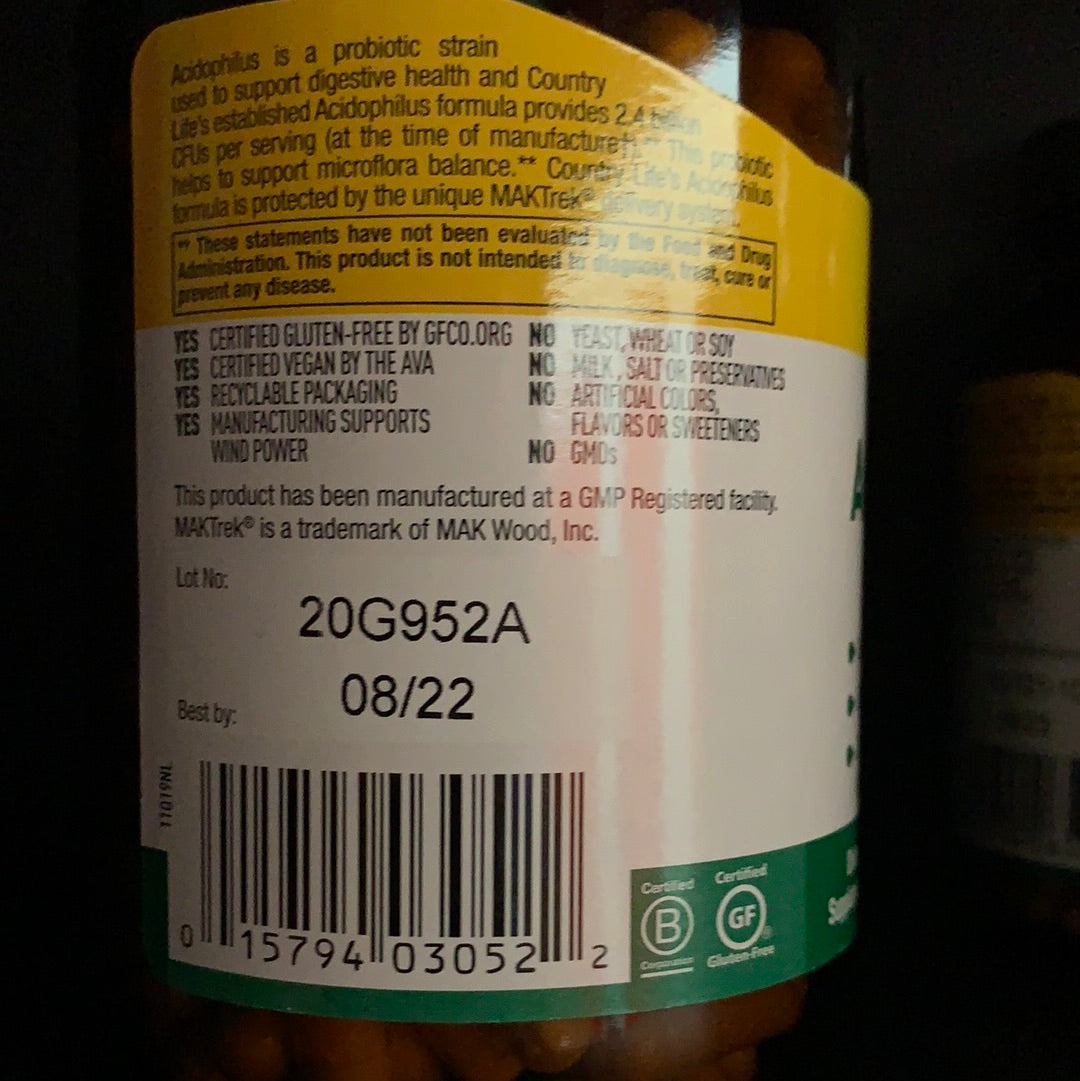 Acidophilus is a probiotic strain
used to support digestive health and Country
Life's established Acidophilus formula provides 2.4 billion
CFUs per serving (at the time of manufacture†).** This probiotic
helps to support microflora balance.** Country Life's Acidophilus
formula is protected by the unique MAKTrek® delivery system.
** These statements have not been evaluated by the Food and Drug
Administration. This product is not intended to diagnose, treat, cure or
prevent any disease.
YES CERTIFIED GLUTEN-FREE BY GFCO.ORG
YES CERTIFIED VEGAN BY THE AVA
YES RECYCLABLE PACKAGING
YES MANUFACTURING SUPPORTS
WIND POWER
NO YEAST, WHEAT OR SOY
NO MILK, SALT OR PRESERVATIVES
NO ARTIFICIAL COLORS,
FLAVORS OR SWEETENERS
NO GMOs
This product has been manufactured at a GMP Registered facility.
MAKTrek® is a trademark of MAK Wood, Inc.
Lot No:
20G952A
Best by:
08/22
11019NL
0 15794 03052 2
Certified
B
Corporation
Certified
GF
Gluten-Free